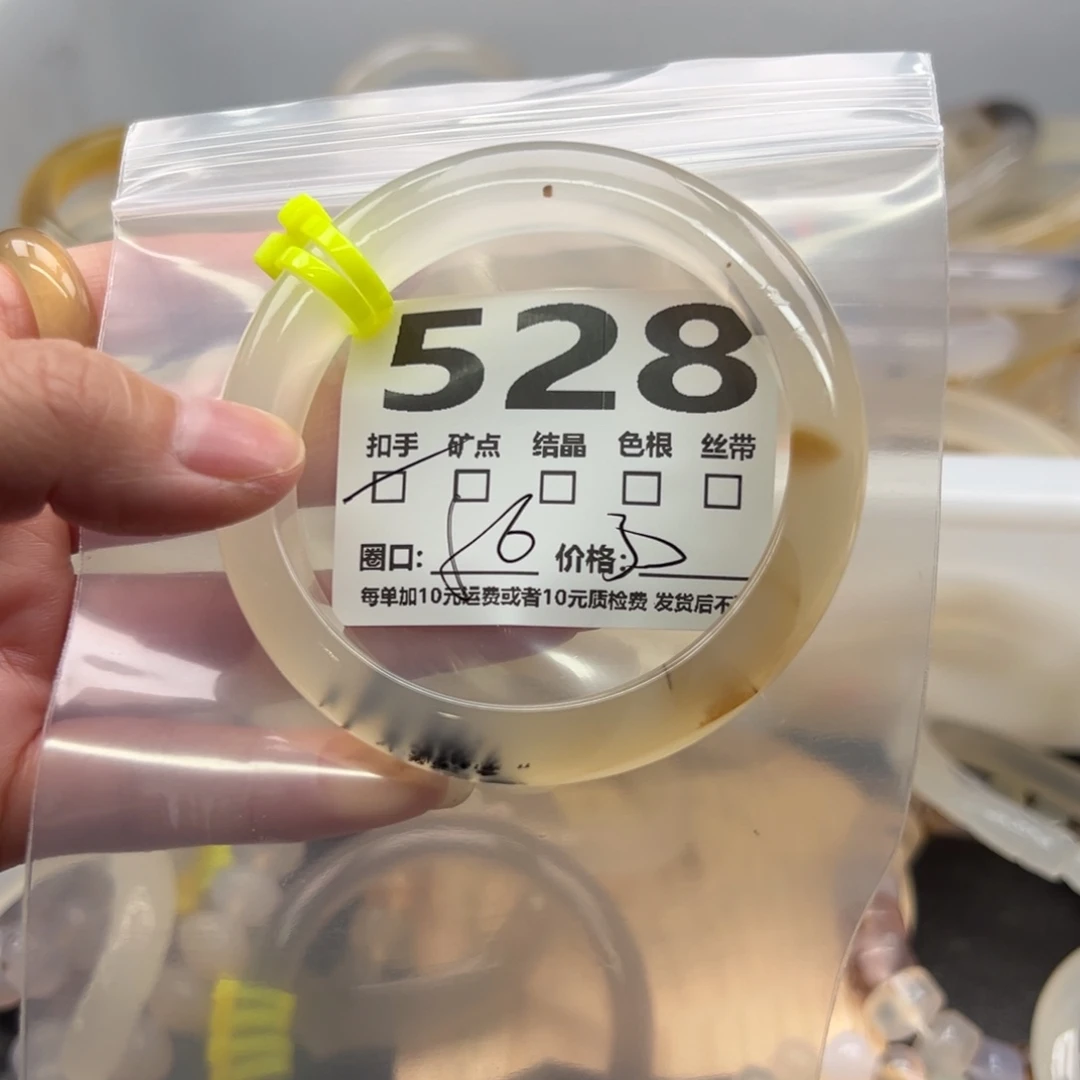 528
扣手 矿点 结晶 色根 丝带
圈口: 56 价格:
每单加10元运费或者10元质检费 发货后不